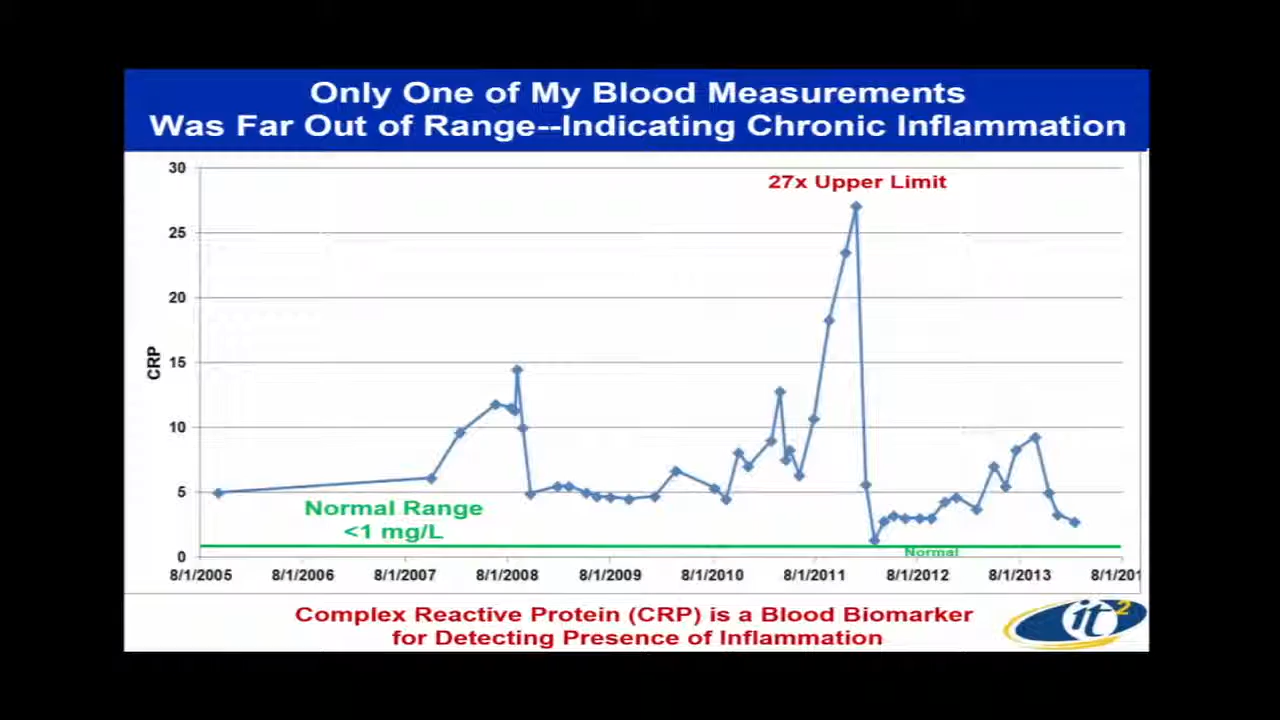 Only One of My Blood Measurements
Was Far Out of Range--Indicating Chronic Inflammation
30
27x Upper Limit
25
20
15
CRP
10
5
Normal Range
<1 mg/L
0
Normal
8/1/2005 8/1/2006 8/1/2007 8/1/2008 8/1/2009 8/1/2010 8/1/2011 8/1/2012 8/1/2013 8/1/201
Complex Reactive Protein (CRP) is a Blood Biomarker
for Detecting Presence of Inflammation
it2